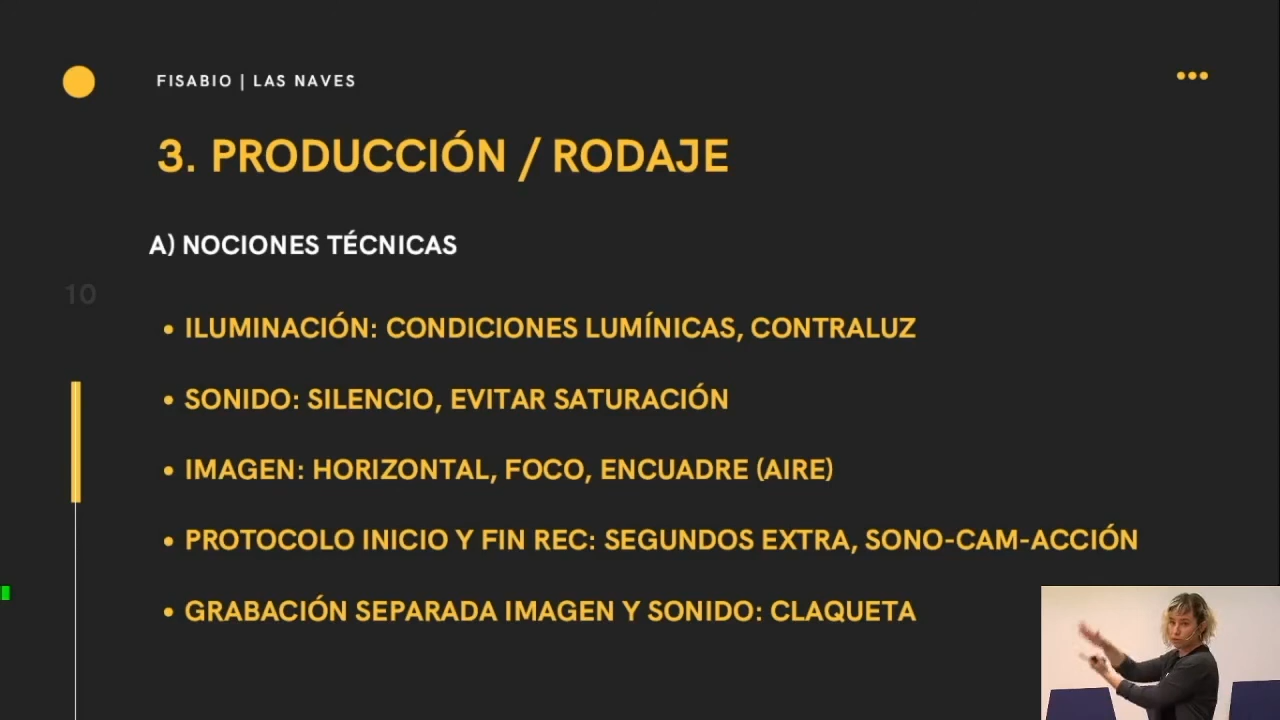 FISABIO | LAS NAVES
3. PRODUCCIÓN / RODAJE
A) NOCIONES TÉCNICAS
10
• ILUMINACIÓN: CONDICIONES LUMÍNICAS, CONTRALUZ
• SONIDO: SILENCIO, EVITAR SATURACIÓN
• IMAGEN: HORIZONTAL, FOCO, ENCUADRE (AIRE)
• PROTOCOLO INICIO Y FIN REC: SEGUNDOS EXTRA, SONO-CAM-ACCIÓN
• GRABACIÓN SEPARADA IMAGEN Y SONIDO: CLAQUETA